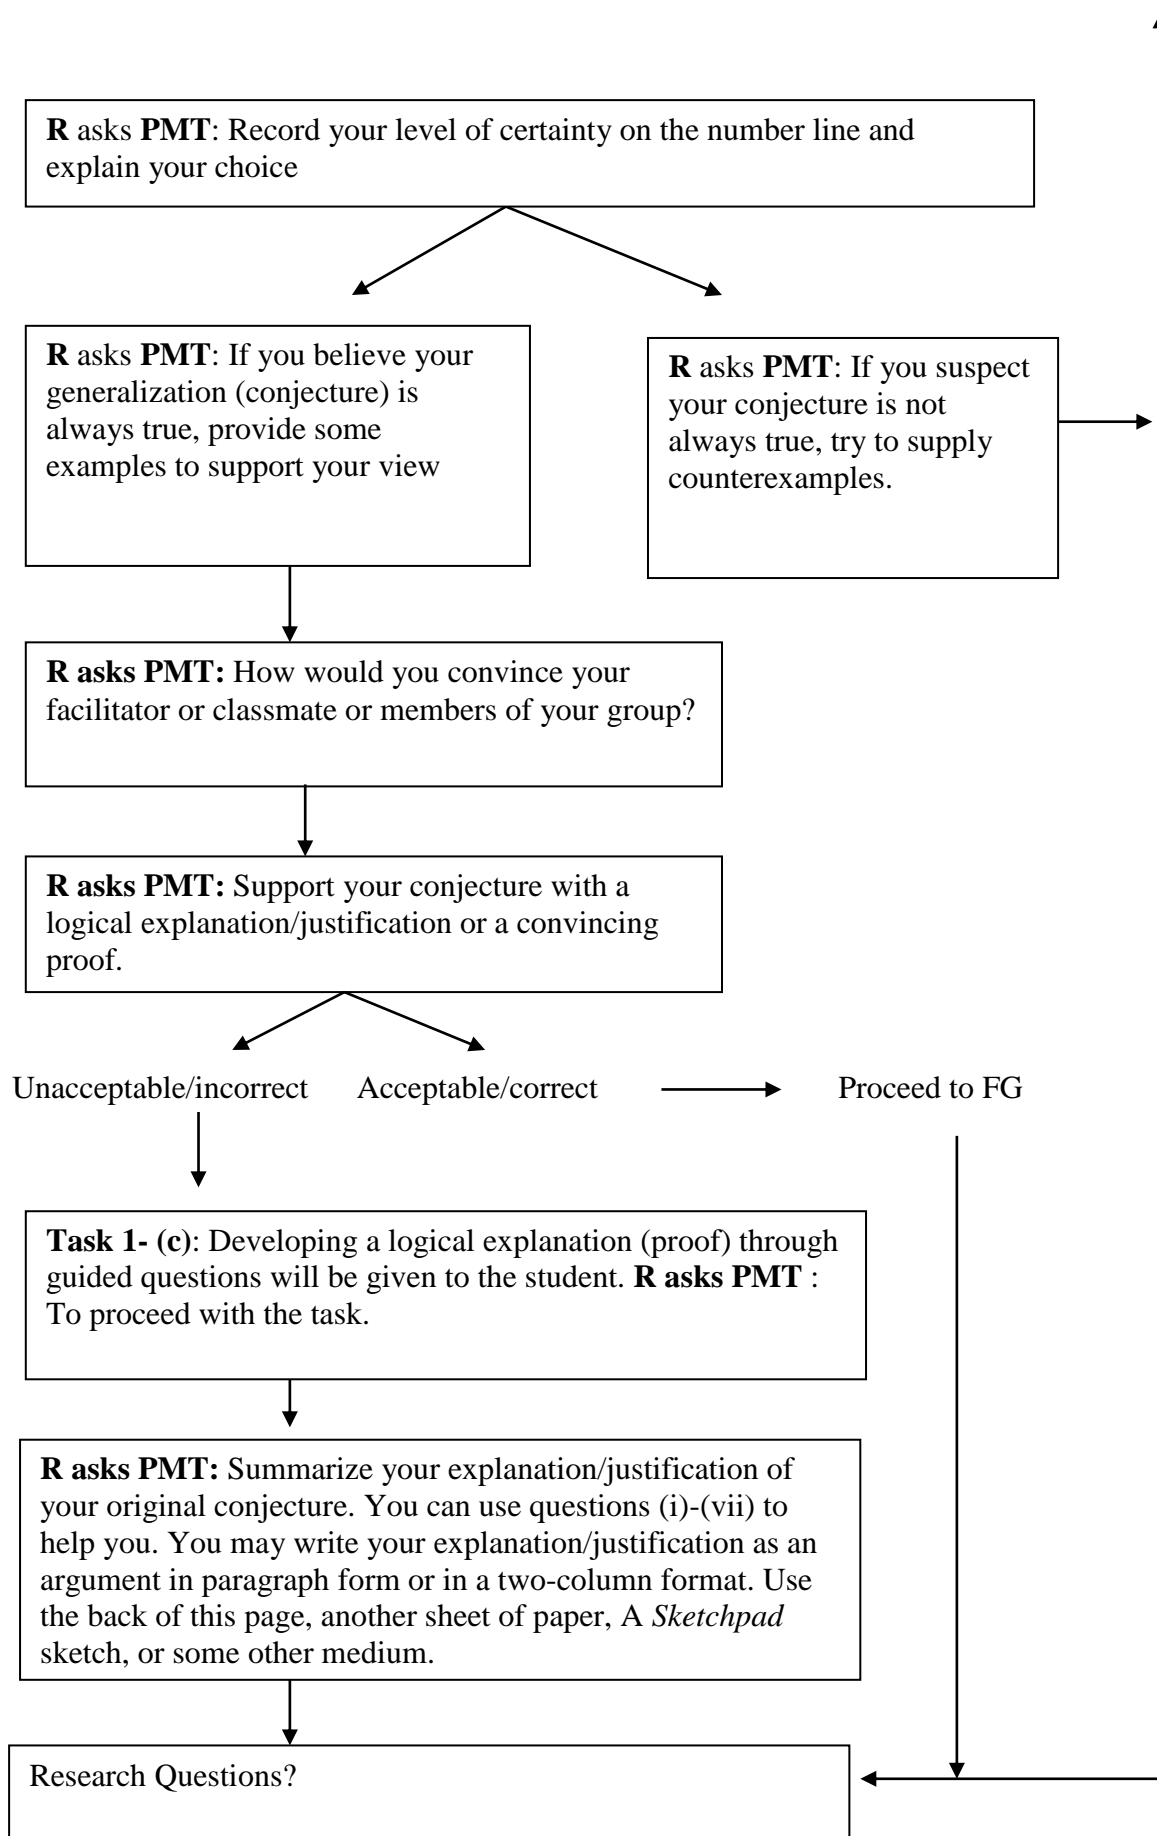 R asks PMT: Record your level of certainty on the number line and
explain your choice
R asks PMT: If you believe your
generalization (conjecture) is
always true, provide some
examples to support your view
R asks PMT: If you suspect
your conjecture is not
always true, try to supply
counterexamples.
R asks PMT: How would you convince your
facilitator or classmate or members of your group?
R asks PMT: Support your conjecture with a
logical explanation/justification or a convincing
proof.
Unacceptable/incorrect
Acceptable/correct
Proceed to FG
Task 1- (c): Developing a logical explanation (proof) through
guided questions will be given to the student. R asks PMT :
To proceed with the task.
R asks PMT: Summarize your explanation/justification of
your original conjecture. You can use questions (i)-(vii) to
help you. You may write your explanation/justification as an
argument in paragraph form or in a two-column format. Use
the back of this page, another sheet of paper, A Sketchpad
sketch, or some other medium.
Research Questions?